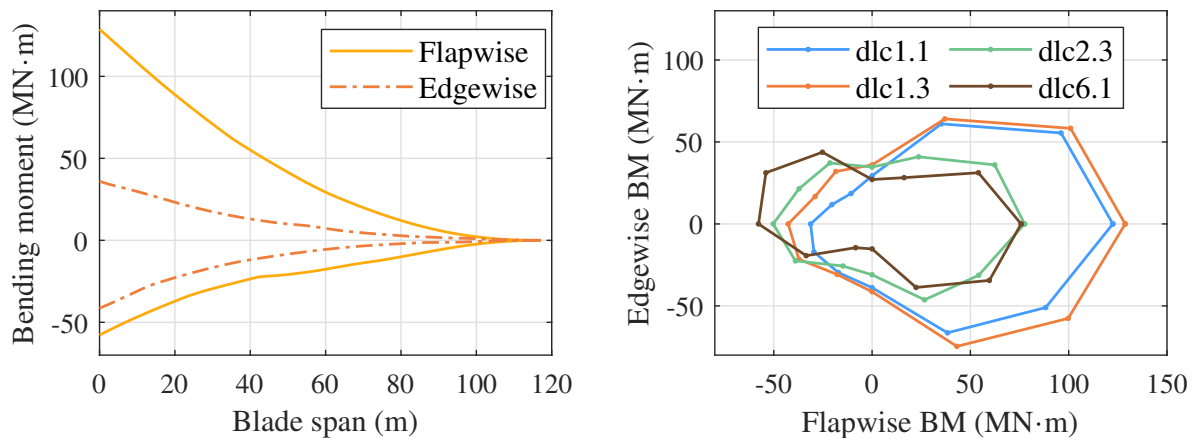 Bending moment (MN·m)
100
50
0
-50
0 20 40 60 80 100 120
Blade span (m)
Flapwise
Edgewise
Edgewise BM (MN·m)
100
50
0
-50
-50 0 50 100 150
Flapwise BM (MN·m)
dlc1.1 dlc2.3
dlc1.3 dlc6.1